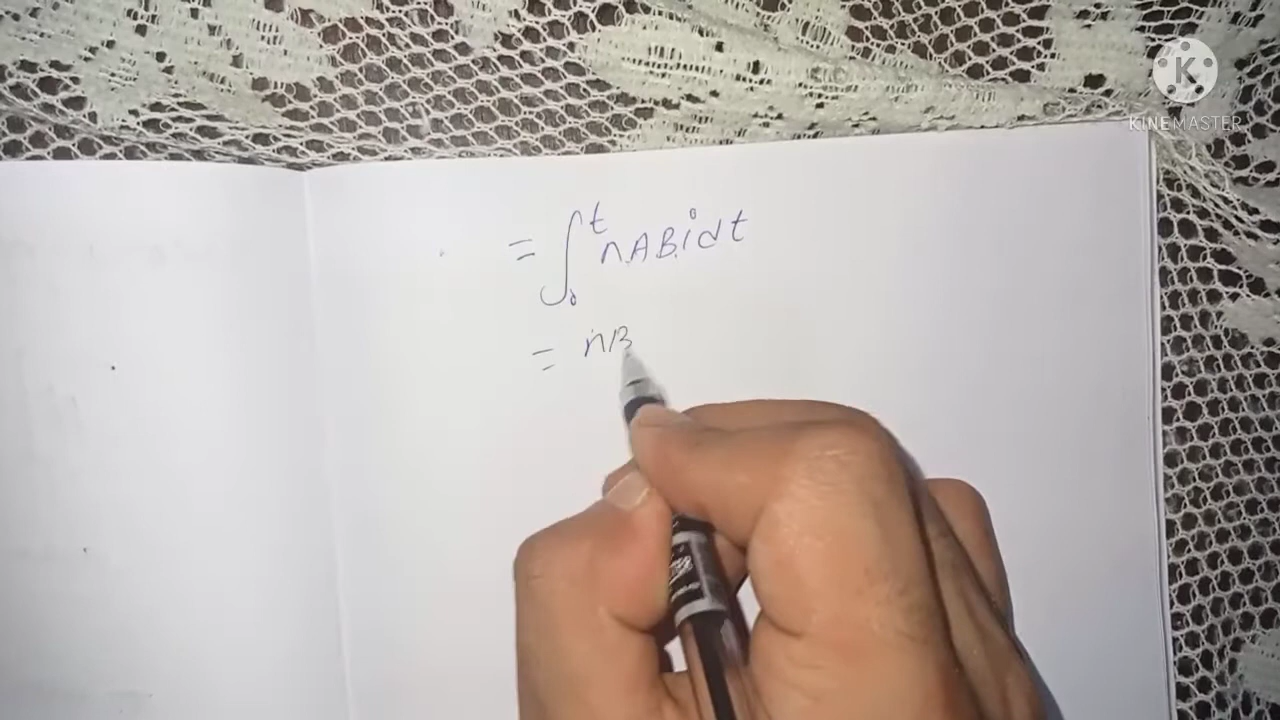 K
KINEMASTER
= ∫₀ᵗ nABidt
= nB